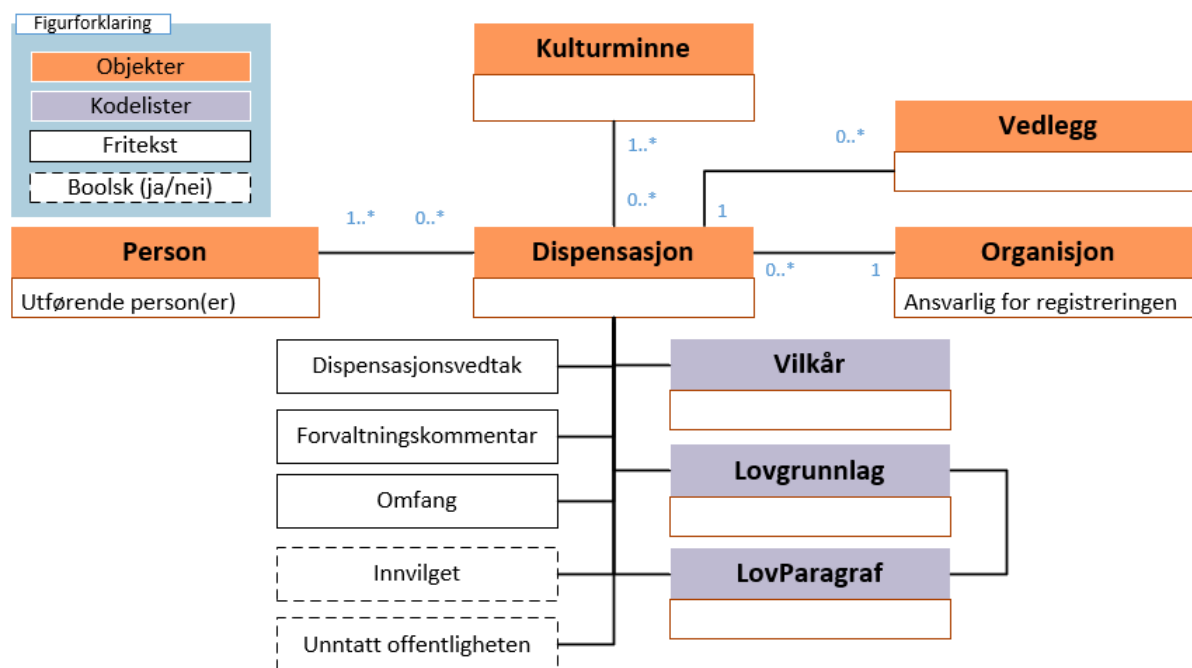 Figurforklaring
Objekter
Kodelister
Fritekst
Boolsk (ja/nei)
Kulturminne
1..*
0..*
Vedlegg
0..*
1
Person
Utførende person(er)
1..*
0..*
Dispensasjon
0..*
1
Organisjon
Ansvarlig for registreringen
Dispensasjonsvedtak
Forvaltningskommentar
Omfang
Innvilget
Unntatt offentligheten
Vilkår
Lovgrunnlag
LovParagraf